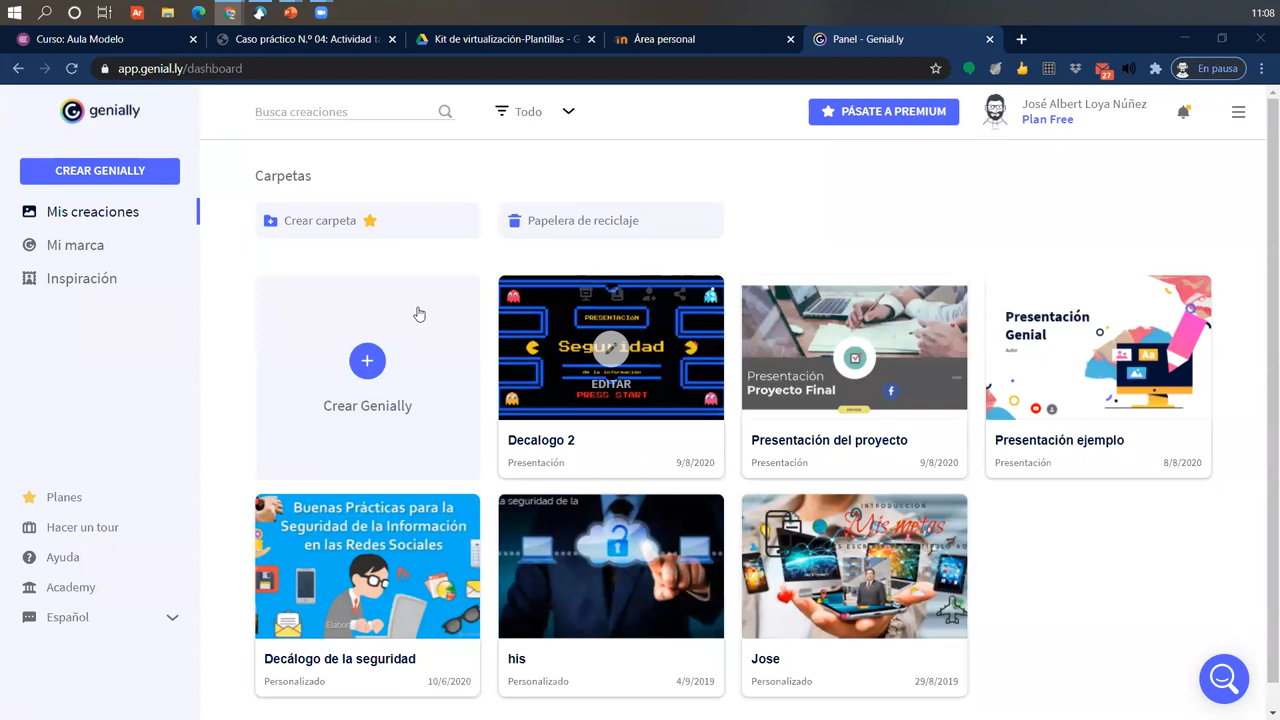 11:08
Curso: Aula Modelo
Caso práctico N.º 04: Actividad
Kit de virtualización-Plantillas - G
Área personal
Panel - Genial.ly
app.genial.ly/dashboard
27
En pausa
genially
Busca creaciones
Todo
PÁSATE A PREMIUM
José Albert Loya Núñez
Plan Free
CREAR GENIALLY
Mis creaciones
Mi marca
Inspiración
Planes
Hacer un tour
Ayuda
Academy
Español
Carpetas
Crear carpeta
Papelera de reciclaje
Crear Genially
PRESENTACIóN
Seguridad
de la información
EDITAR
PRESS START
Decalogo 2
Presentación
9/8/2020
Presentación
Proyecto Final
Presentación del proyecto
Presentación
9/8/2020
Presentación
Genial
Autor
Aa
Presentación ejemplo
Presentación
8/8/2020
Buenas Prácticas para la
Seguridad de la Información
en las Redes Sociales
Elabor
Decálogo de la seguridad
Personalizado
10/6/2020
a seguridad de la
his
Personalizado
4/9/2019
INTRODUCCIÓN
Mis metas
Jose
Personalizado
29/8/2019